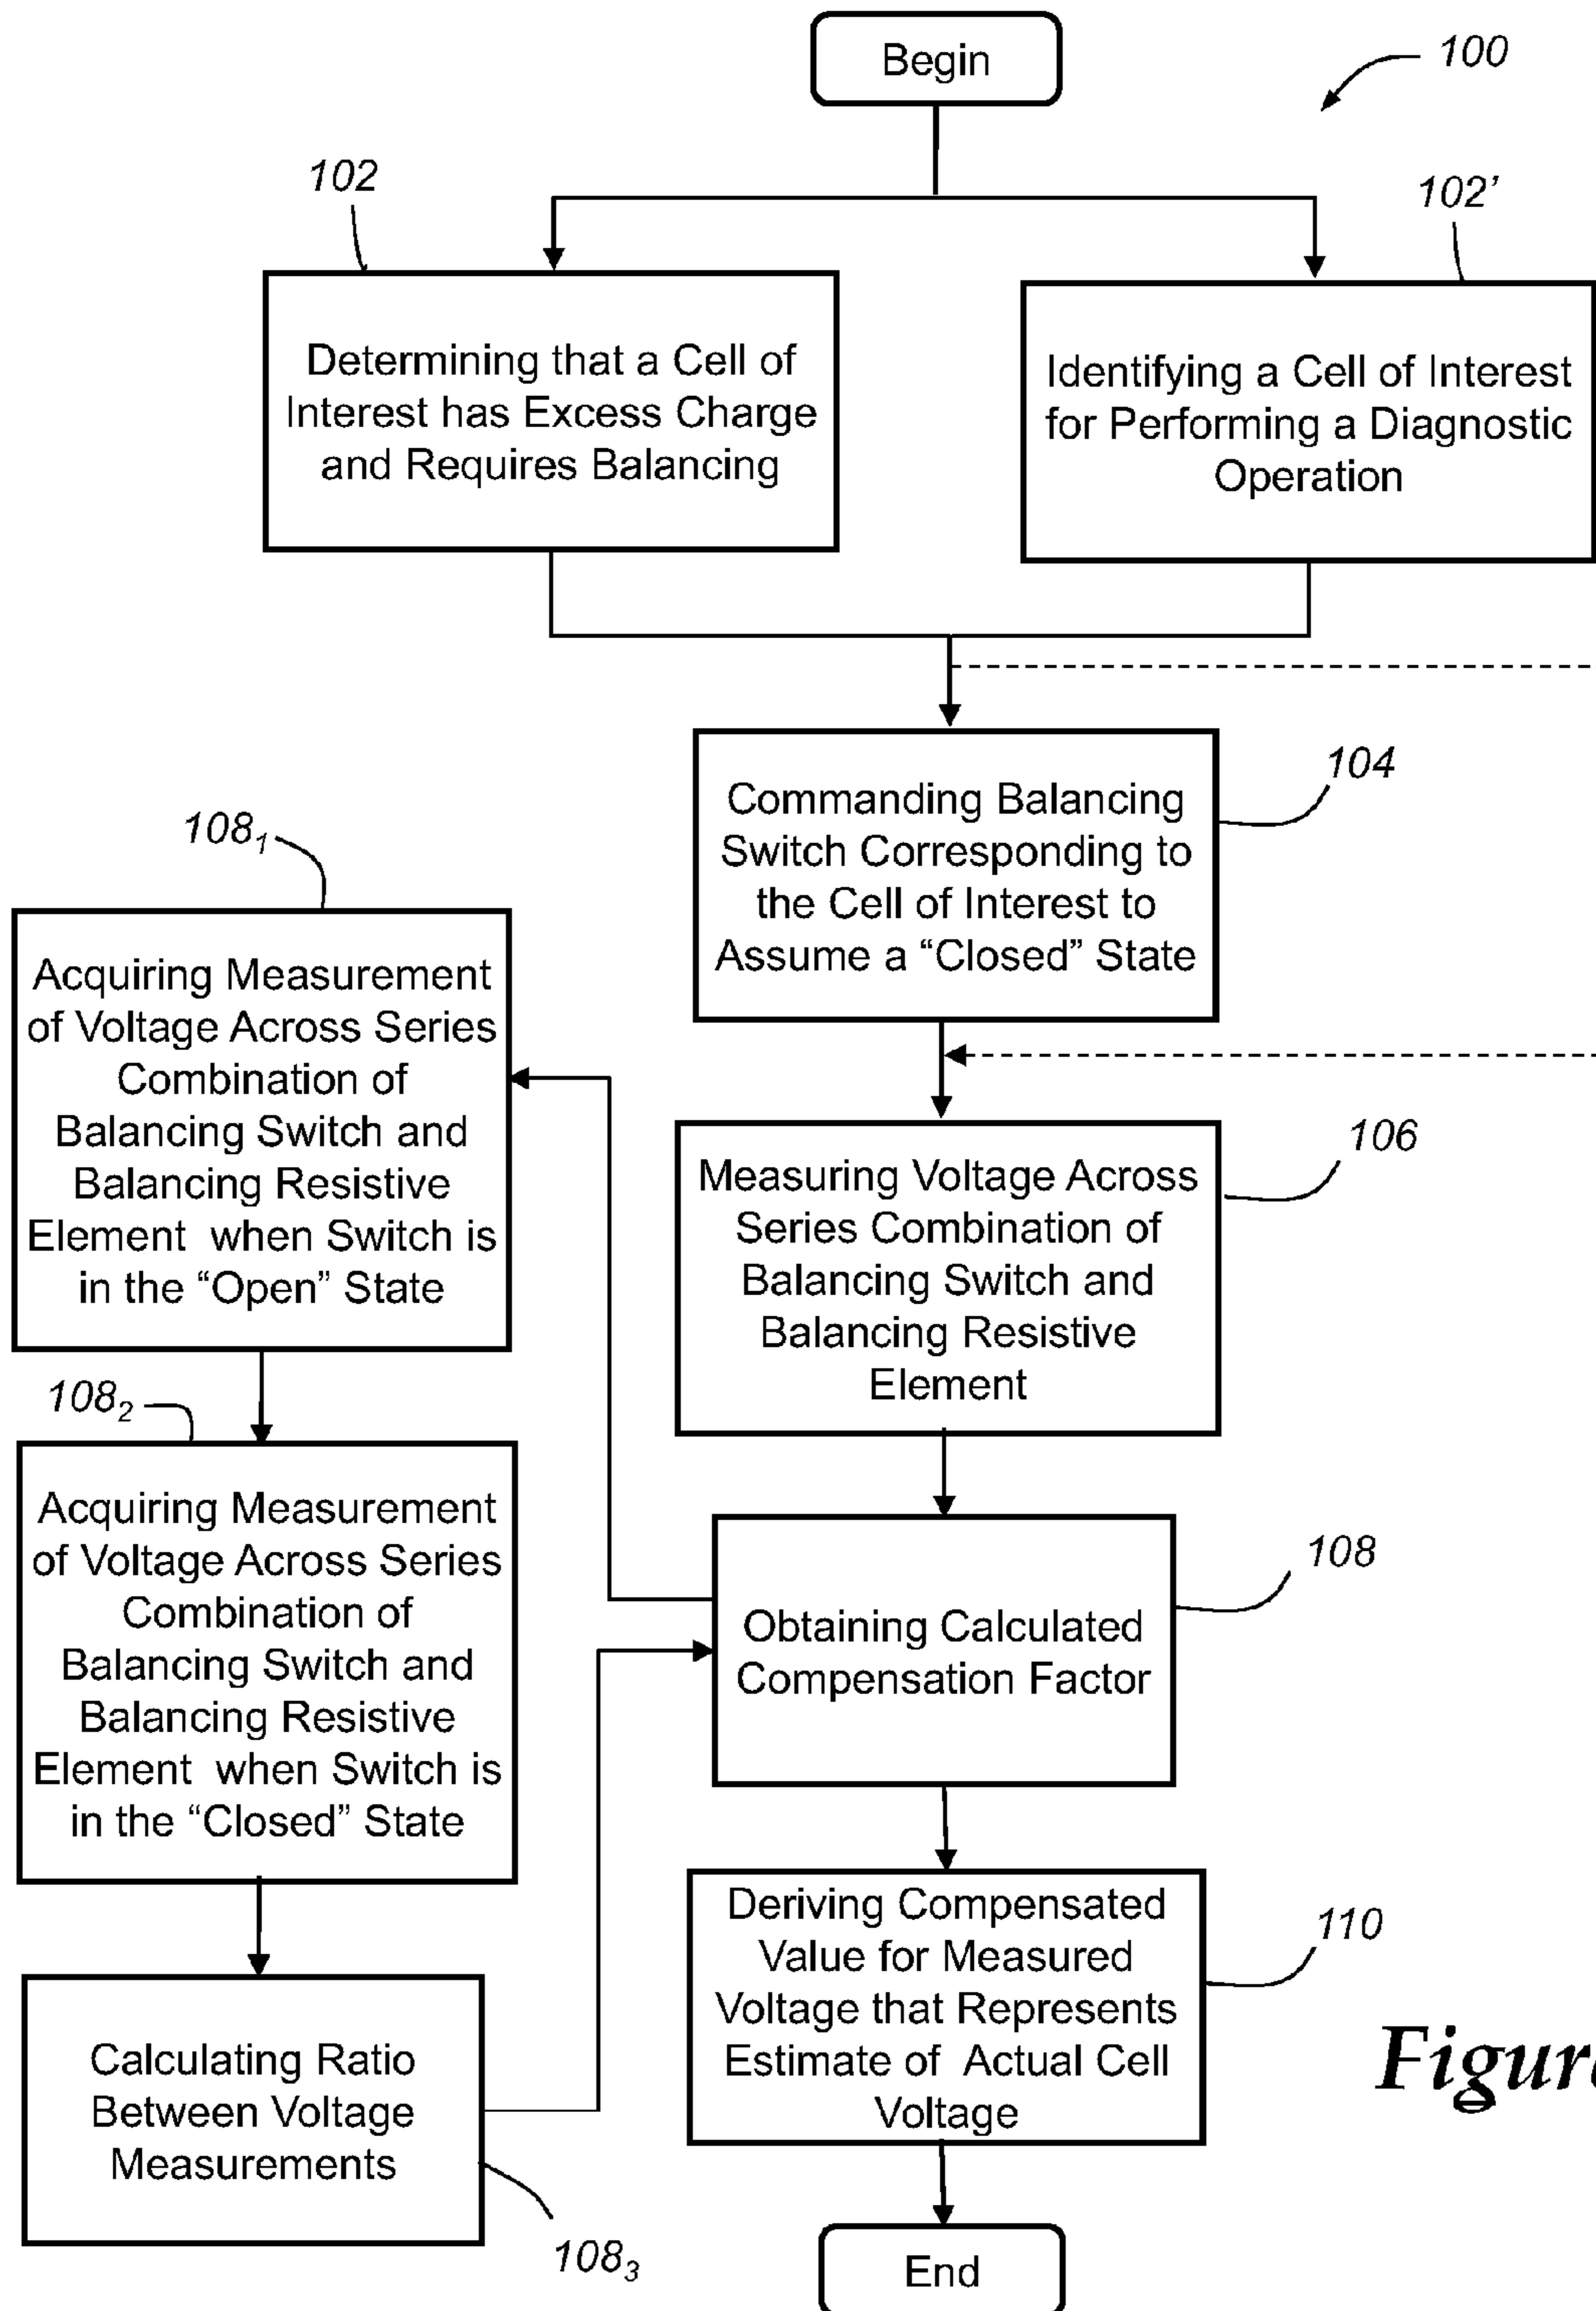 Begin
100
102
102'
Determining that a Cell of
Interest has Excess Charge
and Requires Balancing
Identifying a Cell of Interest
for Performing a Diagnostic
Operation
104
Commanding Balancing
Switch Corresponding to
the Cell of Interest to
Assume a “Closed” State
108₁
Acquiring Measurement
of Voltage Across Series
Combination of
Balancing Switch and
Balancing Resistive
Element when Switch is
in the “Open” State
106
Measuring Voltage Across
Series Combination of
Balancing Switch and
Balancing Resistive
Element
108₂
Acquiring Measurement
of Voltage Across Series
Combination of
Balancing Switch and
Balancing Resistive
Element when Switch is
in the “Closed” State
108
Obtaining Calculated
Compensation Factor
110
Deriving Compensated
Value for Measured
Voltage that Represents
Estimate of Actual Cell
Voltage
Calculating Ratio
Between Voltage
Measurements
108₃
End